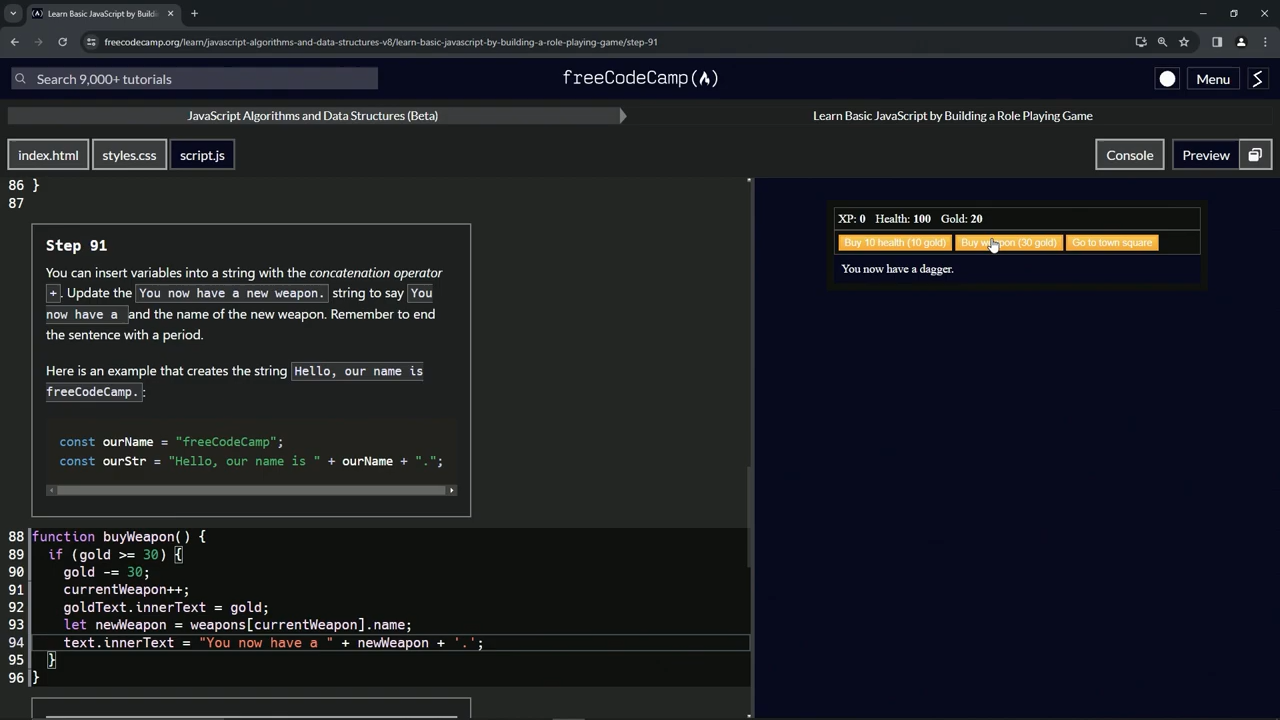 Learn Basic JavaScript by Buildi
freecodecamp.org/learn/javascript-algorithms-and-data-structures-v8/learn-basic-javascript-by-building-a-role-playing-game/step-91
Search 9,000+ tutorials
freeCodeCamp
Menu
JavaScript Algorithms and Data Structures (Beta)
Learn Basic JavaScript by Building a Role Playing Game
index.html
styles.css
script.js
Console
Preview
86 }
87
Step 91
You can insert variables into a string with the concatenation operator
+. Update the You now have a new weapon. string to say You
now have a and the name of the new weapon. Remember to end
the sentence with a period.
Here is an example that creates the string Hello, our name is
freeCodeCamp.:
const ourName = "freeCodeCamp";
const ourStr = "Hello, our name is " + ourName + ".";
88 function buyWeapon() {
89 if (gold >= 30) {
90 gold -= 30;
91 currentWeapon++;
92 goldText.innerText = gold;
93 let newWeapon = weapons[currentWeapon].name;
94 text.innerText = "You now have a " + newWeapon + '.';
95 }
96 }
XP: 0 Health: 100 Gold: 20
Buy 10 health (10 gold)
Buy weapon (30 gold)
Go to town square
You now have a dagger.